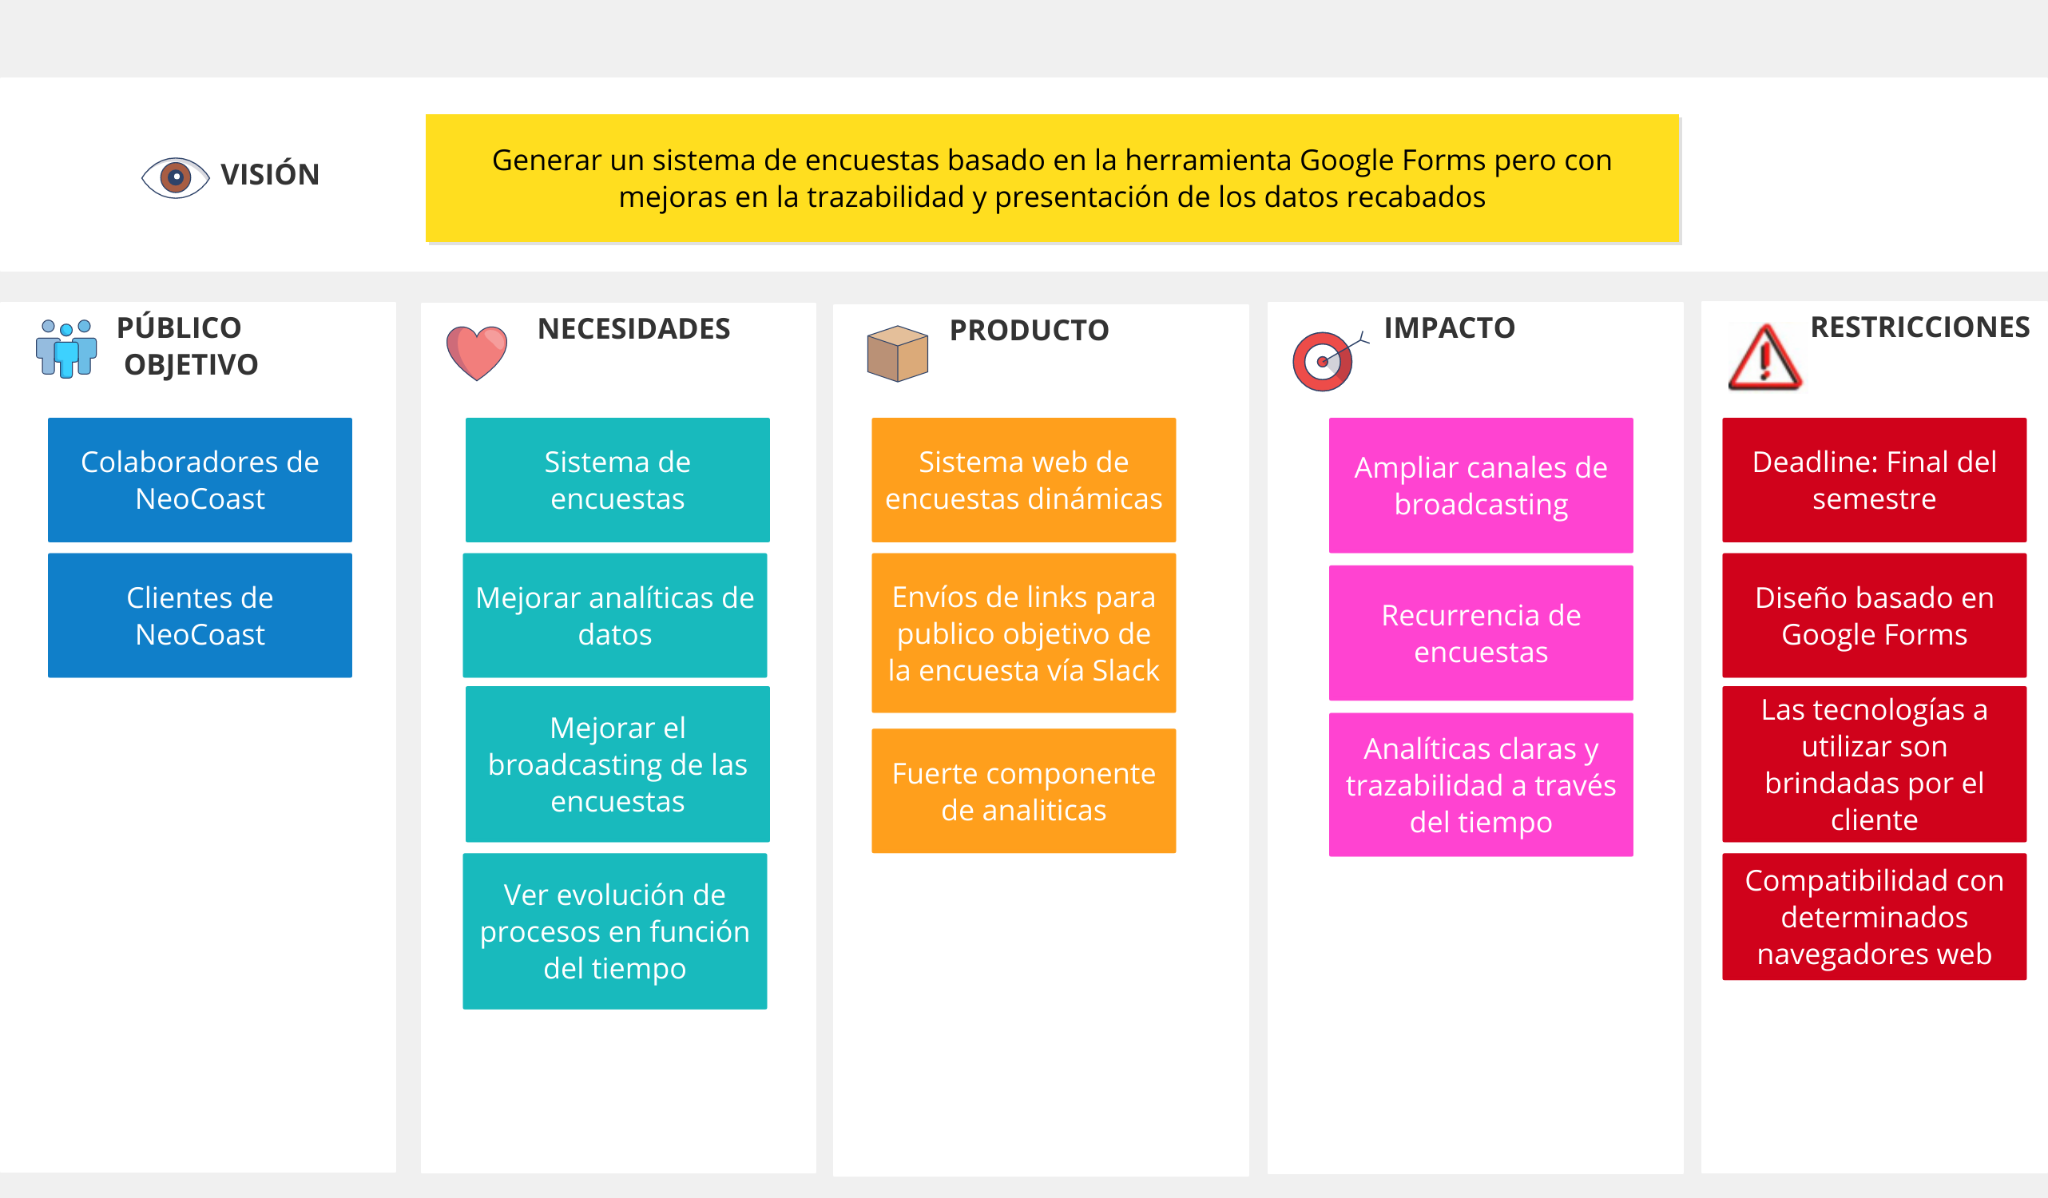 VISIÓN
Generar un sistema de encuestas basado en la herramienta Google Forms pero con
mejoras en la trazabilidad y presentación de los datos recabados
PÚBLICO
OBJETIVO
Colaboradores de
NeoCoast
Clientes de
NeoCoast
NECESIDADES
Sistema de
encuestas
Mejorar analíticas de
datos
Mejorar el
broadcasting de las
encuestas
Ver evolución de
procesos en función
del tiempo
PRODUCTO
Sistema web de
encuestas dinámicas
Envíos de links para
publico objetivo de
la encuesta vía Slack
Fuerte componente
de analiticas
IMPACTO
Ampliar canales de
broadcasting
Recurrencia de
encuestas
Analíticas claras y
trazabilidad a través
del tiempo
RESTRICCIONES
Deadline: Final del
semestre
Diseño basado en
Google Forms
Las tecnologías a
utilizar son
brindadas por el
cliente
Compatibilidad con
determinados
navegadores web